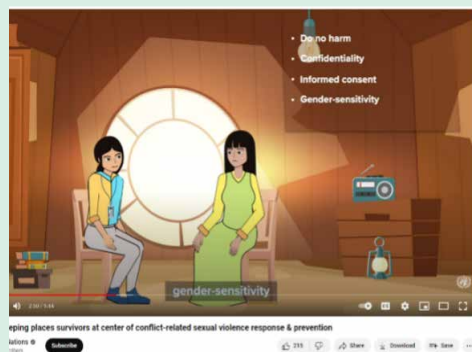 • Do no harm
• Confidentiality
• Informed consent
• Gender-sensitivity
gender-sensitivity
eping places survivors at center of conflict-related sexual violence response & prevention
Nations
Subscribe
Share
Download
Save